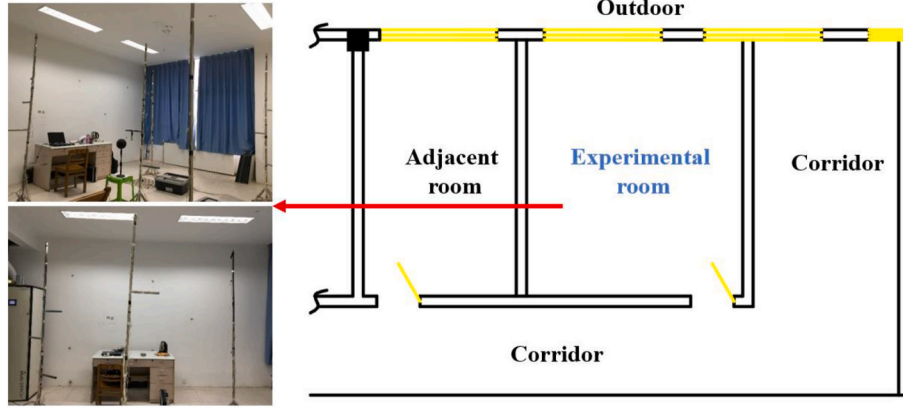 Outdoor
Adjacent
room
Experimental
room
Corridor
Corridor